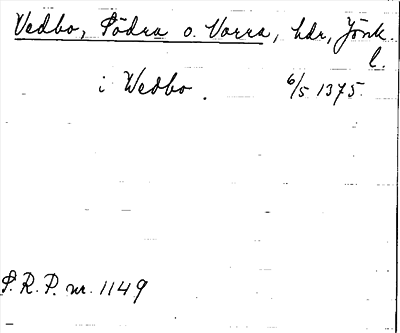 Vedbo, Södra o. Norra, hdr, Jönk.
l.
i Wedbo. 6/5 1375.
S.R.P. nr. 1149